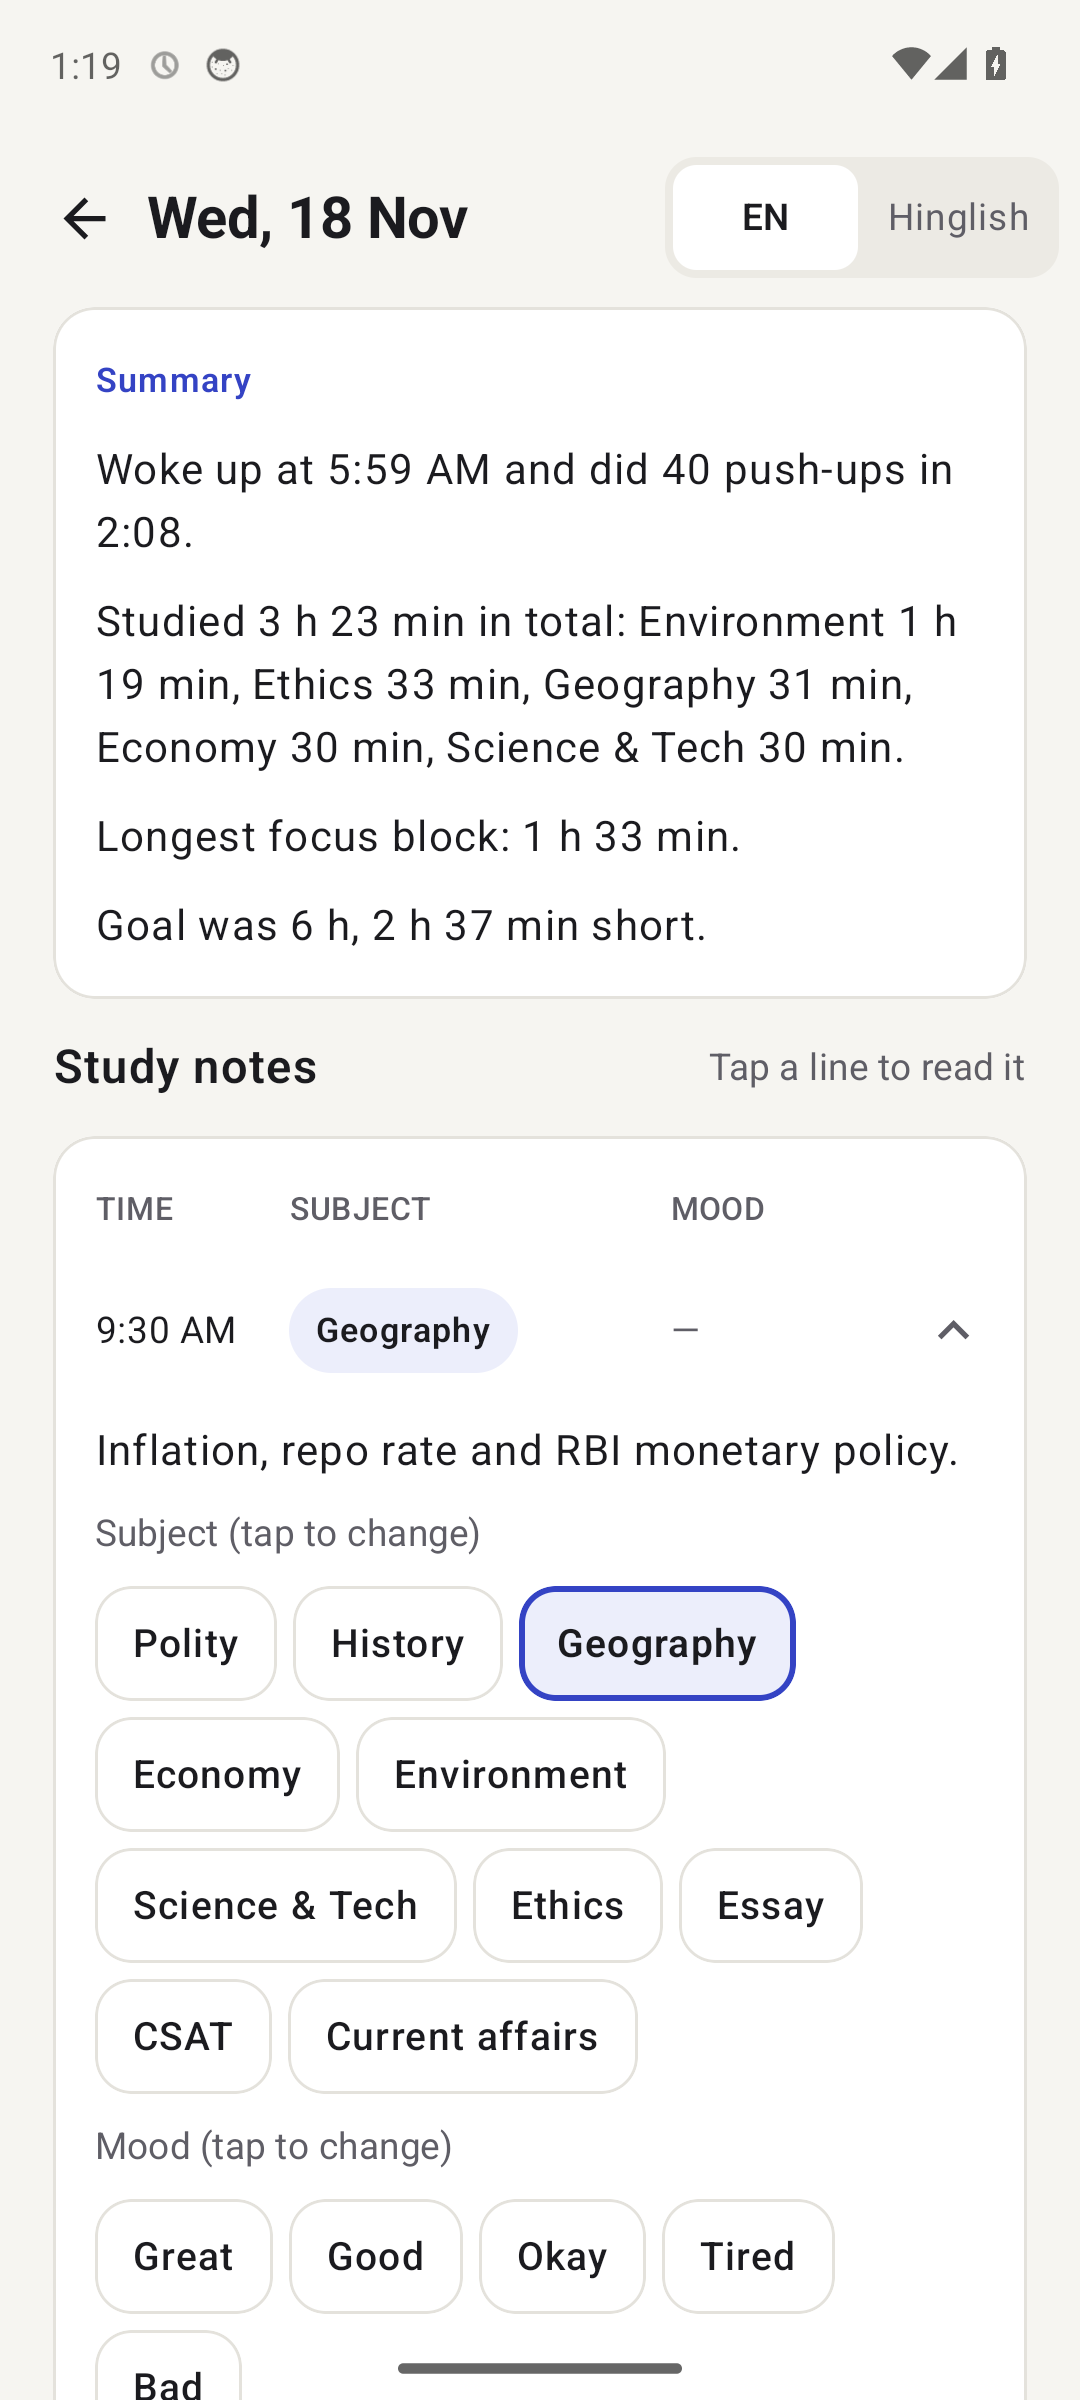 1:19
Wed, 18 Nov
EN
Hinglish
Summary
Woke up at 5:59 AM and did 40 push-ups in
2:08.
Studied 3 h 23 min in total: Environment 1 h
19 min, Ethics 33 min, Geography 31 min,
Economy 30 min, Science & Tech 30 min.
Longest focus block: 1 h 33 min.
Goal was 6 h, 2 h 37 min short.
Study notes
Tap a line to read it
TIME SUBJECT MOOD
9:30 AM Geography –
Inflation, repo rate and RBI monetary policy.
Subject (tap to change)
Polity History Geography
Economy Environment
Science & Tech Ethics Essay
CSAT Current affairs
Mood (tap to change)
Great Good Okay Tired
Bad